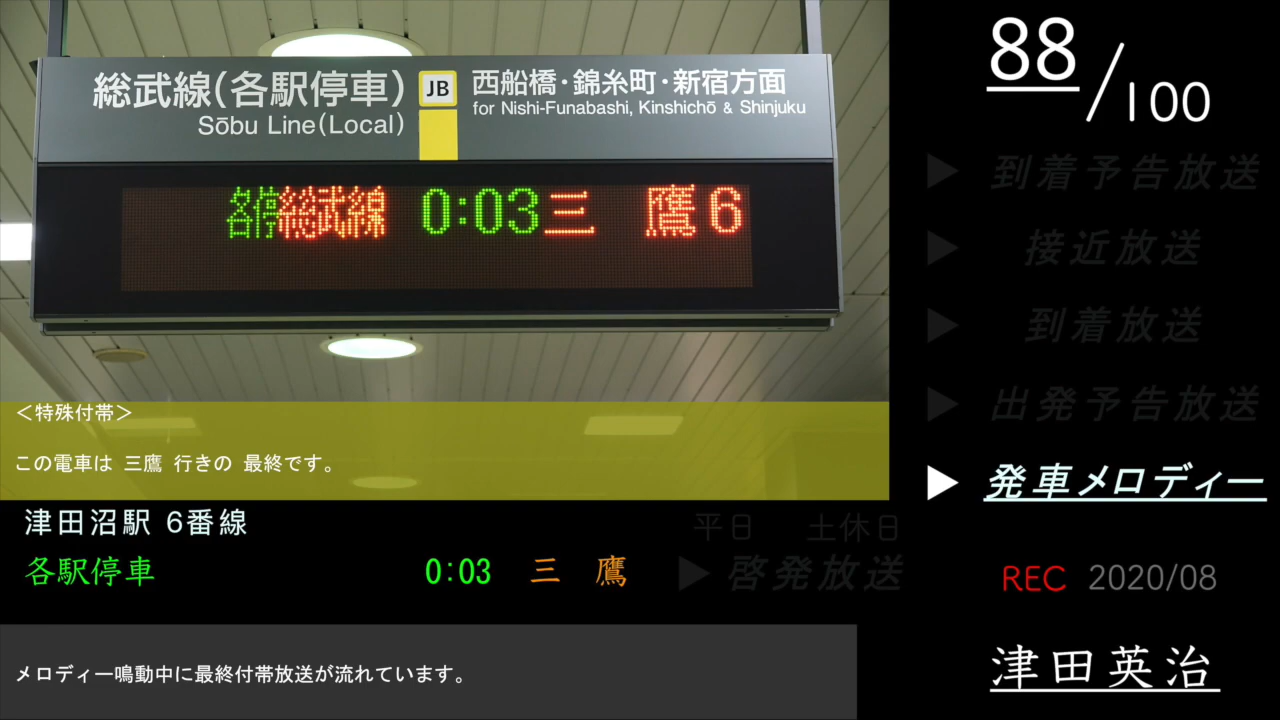 総武線(各駅停車)
Sōbu Line(Local)
JB
西船橋・錦糸町・新宿方面
for Nishi-Funabashi, Kinshichō & Shinjuku
各停総武線 0:03 三 鷹 6
＜特殊付帯＞
この電車は 三鷹 行きの 最終です。
津田沼駅 6番線
各駅停車 0:03 三 鷹
平日 土休日
▶ 啓発放送
メロディー鳴動中に最終付帯放送が流れています。
88/100
▶ 到着予告放送
▶ 接近放送
▶ 到着放送
▶ 出発予告放送
▶ 発車メロディー
REC 2020/08
津田英治